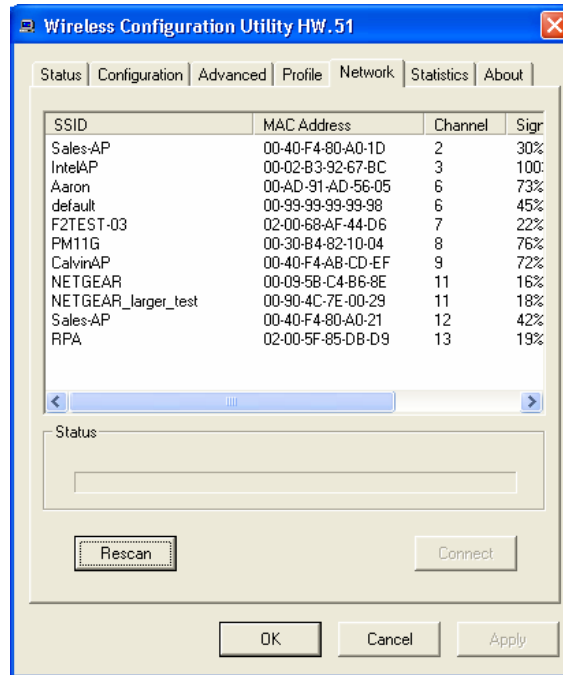 Wireless Configuration Utility HW.51
Status Configuration Advanced Profile Network Statistics About
SSID MAC Address Channel Sigr
Sales-AP 00-40-F4-80-A0-1D 2 30%
IntelAP 00-02-B3-92-67-BC 3 100:
Aaron 00-AD-91-AD-56-05 6 73%
default 00-99-99-99-99-98 6 45%
F2TEST-03 02-00-68-AF-44-D6 7 22%
PM11G 00-30-B4-82-10-04 8 76%
CalvinAP 00-40-F4-AB-CD-EF 9 72%
NETGEAR 00-09-5B-C4-B6-8E 11 16%
NETGEAR_larger_test 00-90-4C-7E-00-29 11 18%
Sales-AP 00-40-F4-80-A0-21 12 42%
RPA 02-00-5F-85-DB-D9 13 19%
Status
Rescan Connect
OK Cancel Apply